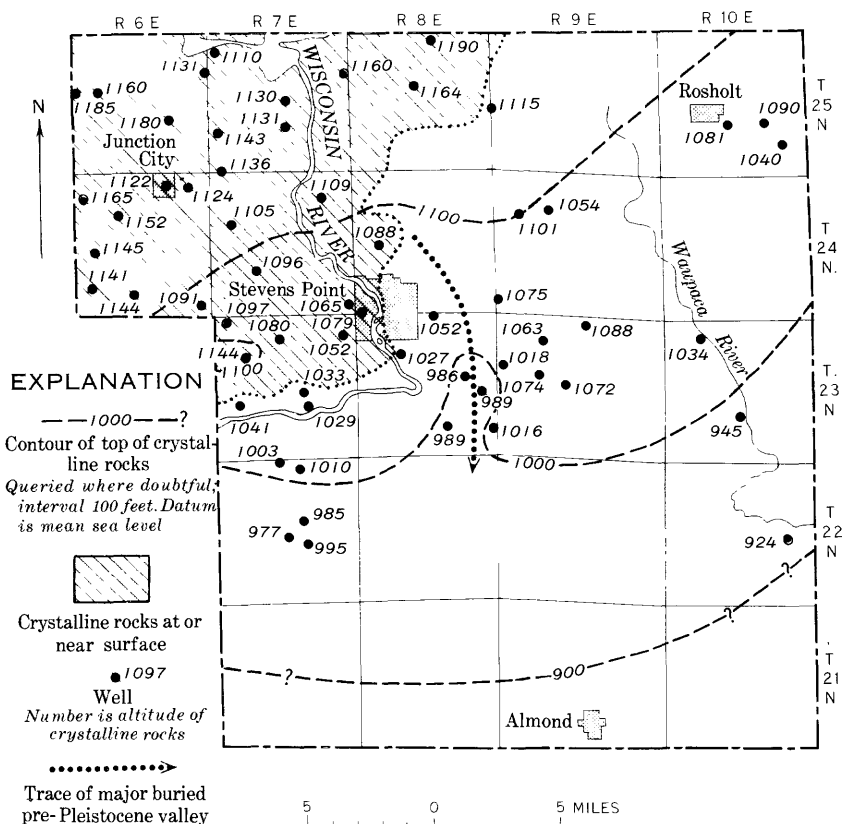 R 6 E R 7 E R 8 E R 9 E R 10 E
1110 1190
1131 1160
1160 1164
1185 1130 1115
1180 1131
1143
Junction
City
1136
1122 1124
1165 1109
1152 1105
1145 1088
1141 1096
1144 1091
WISCONSIN
RIVER
Rosholt
1090
1081
1040
T
25
N
N
1100
1054
1101
T
24
N.
Waupaca
River
Stevens Point
1065
1097
1080 1079
1052
1144
1100
1033
1052
1027
1075
1063 1088
1018
986
1074 1072
989
1034
T.
23
N
1041 1029
989 1016
1000
945
1003 1010
985
977
995
924
T
22
N
?
?
?
900
T
21
N
Almond
EXPLANATION
1000 ?
Contour of top of crystal-
line rocks
Queried where doubtful,
interval 100 feet. Datum
is mean sea level
Crystalline rocks at or
near surface
1097
Well
Number is altitude of
crystalline rocks
Trace of major buried
pre-Pleistocene valley
5 0 5 MILES